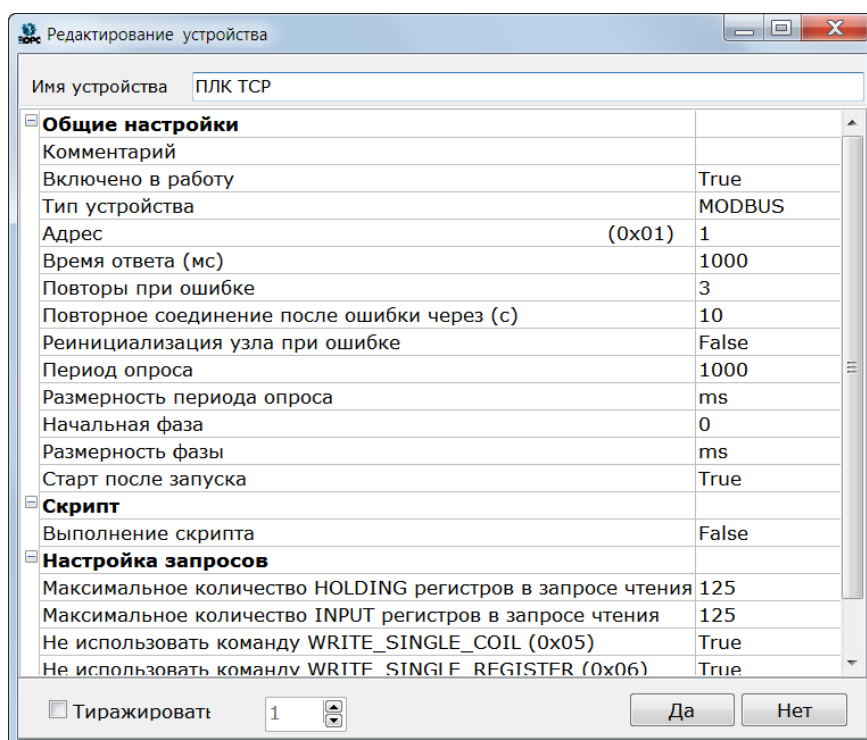 Редактирование устройства
Имя устройства ПЛК TCP
Общие настройки
Комментарий
Включено в работу True
Тип устройства MODBUS
Адрес (0x01) 1
Время ответа (мс) 1000
Повторы при ошибке 3
Повторное соединение после ошибки через (с) 10
Реинициализация узла при ошибке False
Период опроса 1000
Размерность периода опроса ms
Начальная фаза 0
Размерность фазы ms
Старт после запуска True
Скрипт
Выполнение скрипта False
Настройка запросов
Максимальное количество HOLDING регистров в запросе чтения 125
Максимальное количество INPUT регистров в запросе чтения 125
Не использовать команду WRITE_SINGLE_COIL (0x05) True
Не использовать команду WRITE_SINGLE_REGISTER (0x06) True
Тиражировать 1 Да Нет